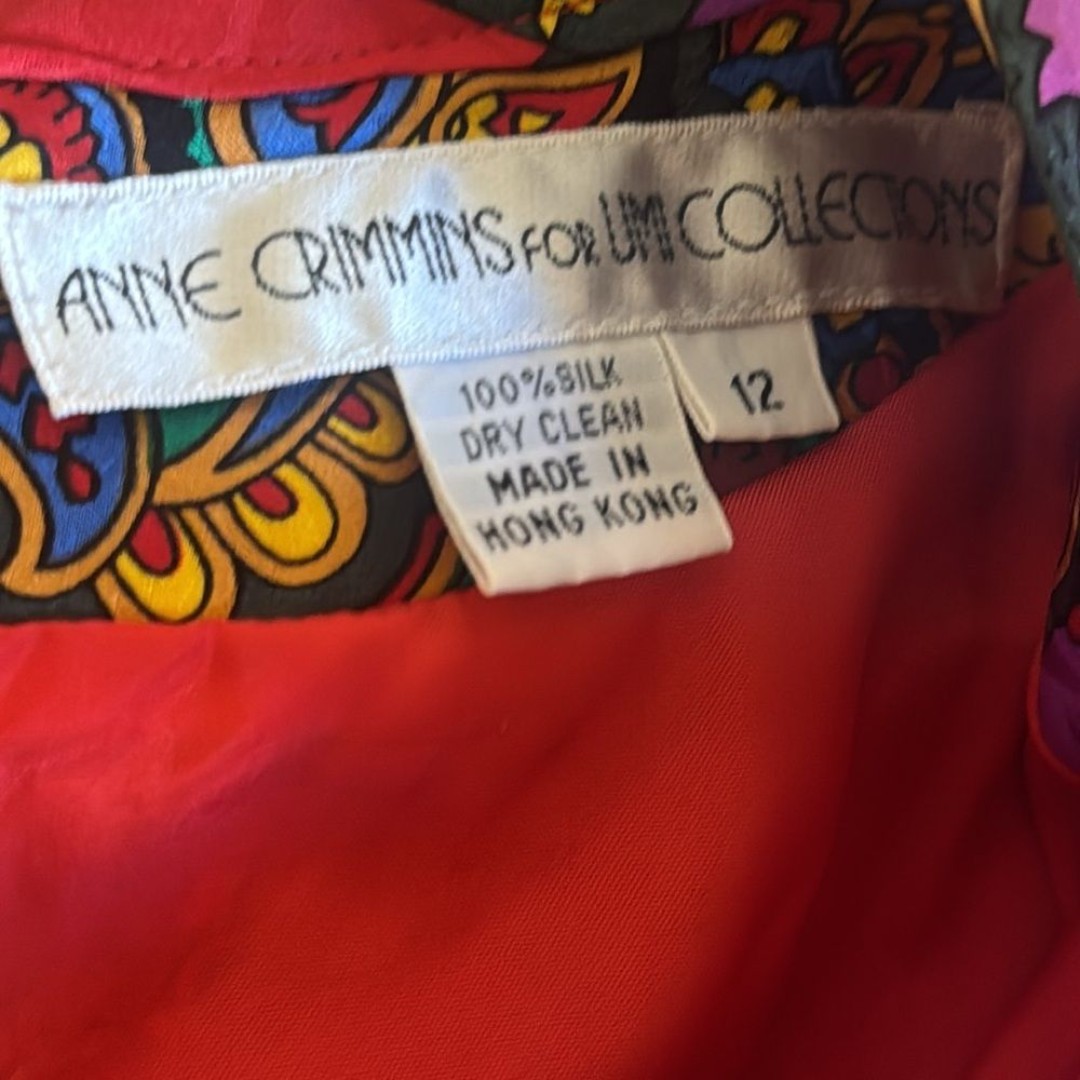 ANNE CRIMMINS FOR UMI COLLECTIONS
100% SILK
DRY CLEAN
MADE IN
HONG KONG
12